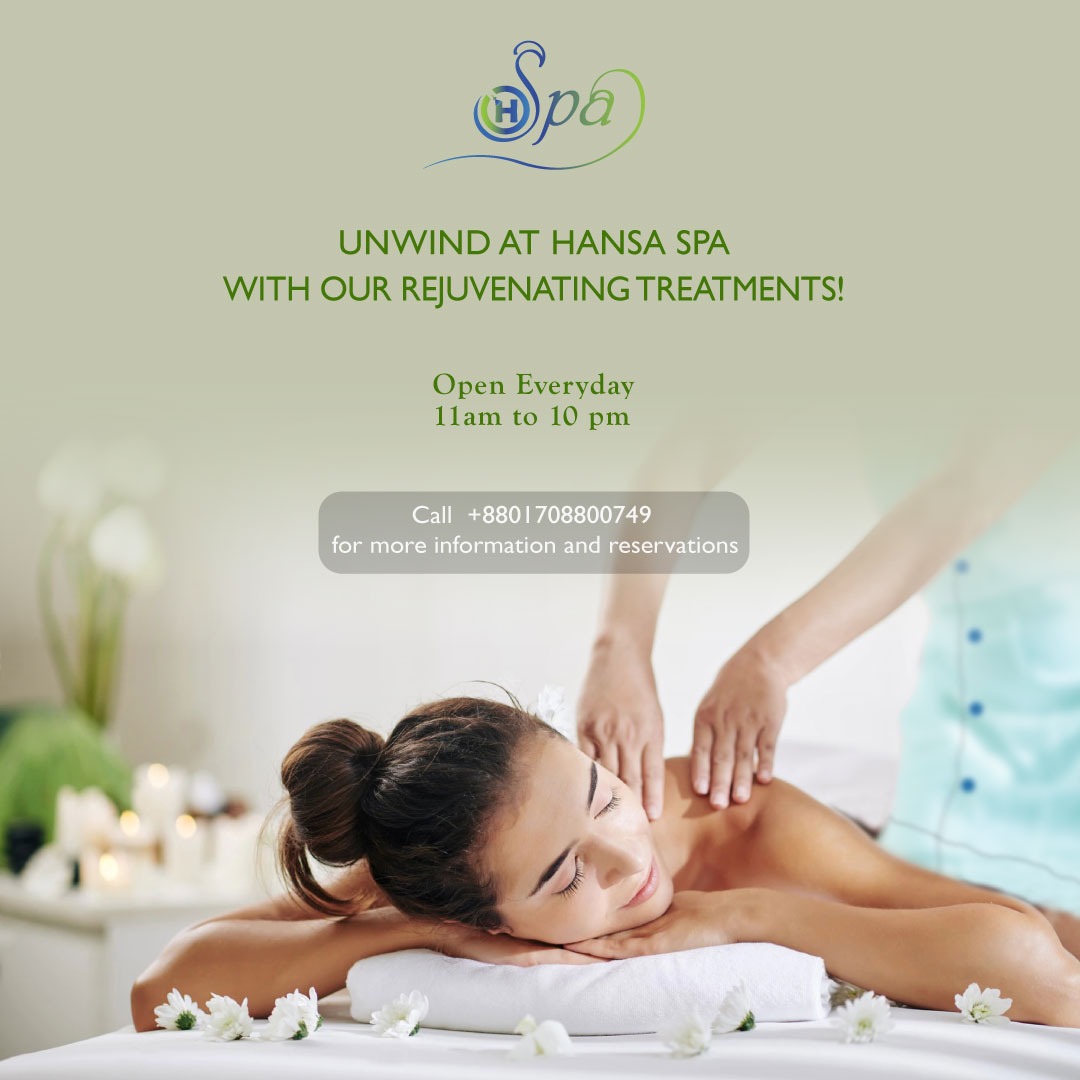 H Spa
UNWIND AT HANSA SPA
WITH OUR REJUVENATING TREATMENTS!
Open Everyday
11am to 10 pm
Call +8801708800749
for more information and reservations